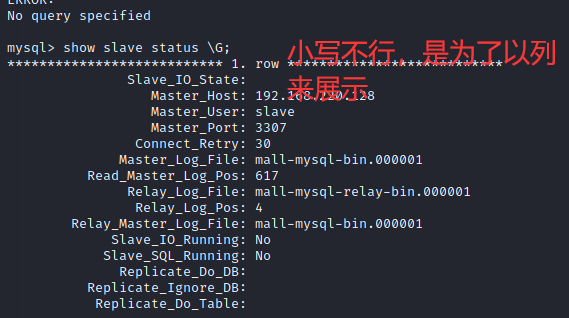 ERROR:
No query specified
mysql> show slave status \G;
*************************** 1. row ***************************
小写不行，是为了以列
来展示
Slave_IO_State:
Master_Host: 192.168.220.128
Master_User: slave
Master_Port: 3307
Connect_Retry: 30
Master_Log_File: mall-mysql-bin.000001
Read_Master_Log_Pos: 617
Relay_Log_File: mall-mysql-relay-bin.000001
Relay_Log_Pos: 4
Relay_Master_Log_File: mall-mysql-bin.000001
Slave_IO_Running: No
Slave_SQL_Running: No
Replicate_Do_DB:
Replicate_Ignore_DB:
Replicate_Do_Table: